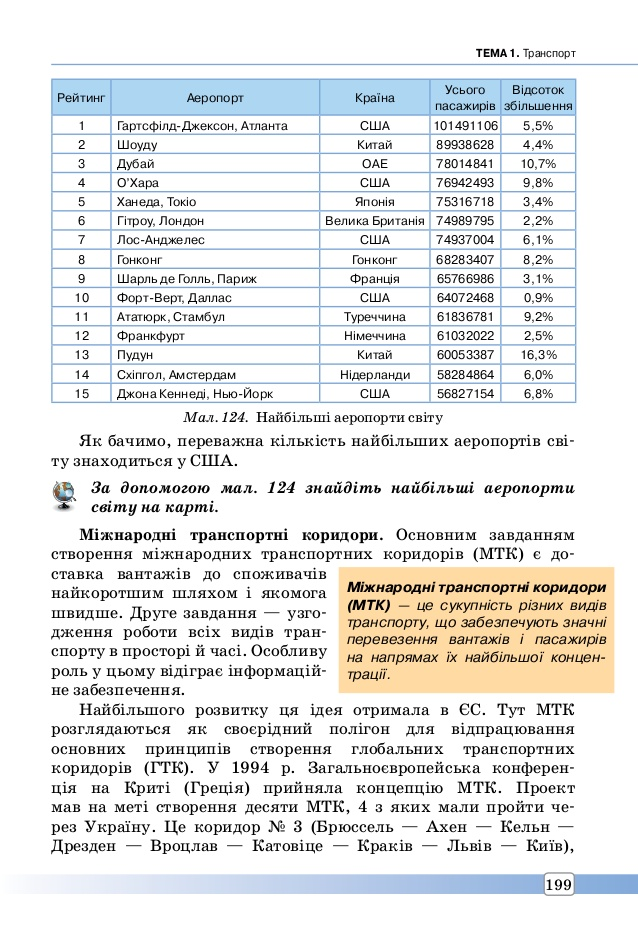 ТЕМА 1. Транспорт
Рейтинг Аеропорт Країна Усього пасажирів Відсоток збільшення
1 Гартсфілд-Джексон, Атланта США 101491106 5,5%
2 Шоуду Китай 89938628 4,4%
3 Дубай ОАЕ 78014841 10,7%
4 О’Хара США 76942493 9,8%
5 Ханеда, Токіо Японія 75316718 3,4%
6 Гітроу, Лондон Велика Британія 74989795 2,2%
7 Лос-Анджелес США 74937004 6,1%
8 Гонконг Гонконг 68283407 8,2%
9 Шарль де Голль, Париж Франція 65766986 3,1%
10 Форт-Верт, Даллас США 64072468 0,9%
11 Ататюрк, Стамбул Туреччина 61836781 9,2%
12 Франкфурт Німеччина 61032022 2,5%
13 Пудун Китай 60053387 16,3%
14 Схіпгол, Амстердам Нідерланди 58284864 6,0%
15 Джона Кеннеді, Нью-Йорк США 56827154 6,8%
Мал. 124. Найбільші аеропорти світу
Як бачимо, переважна кількість найбільших аеропортів сві-
ту знаходиться у США.
За допомогою мал. 124 знайдіть найбільші аеропорти
світу на карті.
Міжнародні транспортні коридори. Основним завданням
створення міжнародних транспортних коридорів (МТК) є до-
ставка вантажів до споживачів
найкоротшим шляхом і якомога
швидше. Друге завдання — узго-
дження роботи всіх видів тран-
спорту в просторі й часі. Особливу
роль у цьому відіграє інформацій-
не забезпечення.
Міжнародні транспортні коридори
(МТК) — це сукупність різних видів
транспорту, що забезпечують значні
перевезення вантажів і пасажирів
на напрямах їх найбільшої концен-
трації.
Найбільшого розвитку ця ідея отримала в ЄС. Тут МТК
розглядаються як своєрідний полігон для відпрацювання
основних принципів створення глобальних транспортних
коридорів (ГТК). У 1994 р. Загальноєвропейська конферен-
ція на Криті (Греція) прийняла концепцію МТК. Проект
мав на меті створення десяти МТК, 4 з яких мали пройти че-
рез Україну. Це коридор № 3 (Брюссель — Ахен — Кельн —
Дрезден — Вроцлав — Катовіце — Краків — Львів — Київ),
199